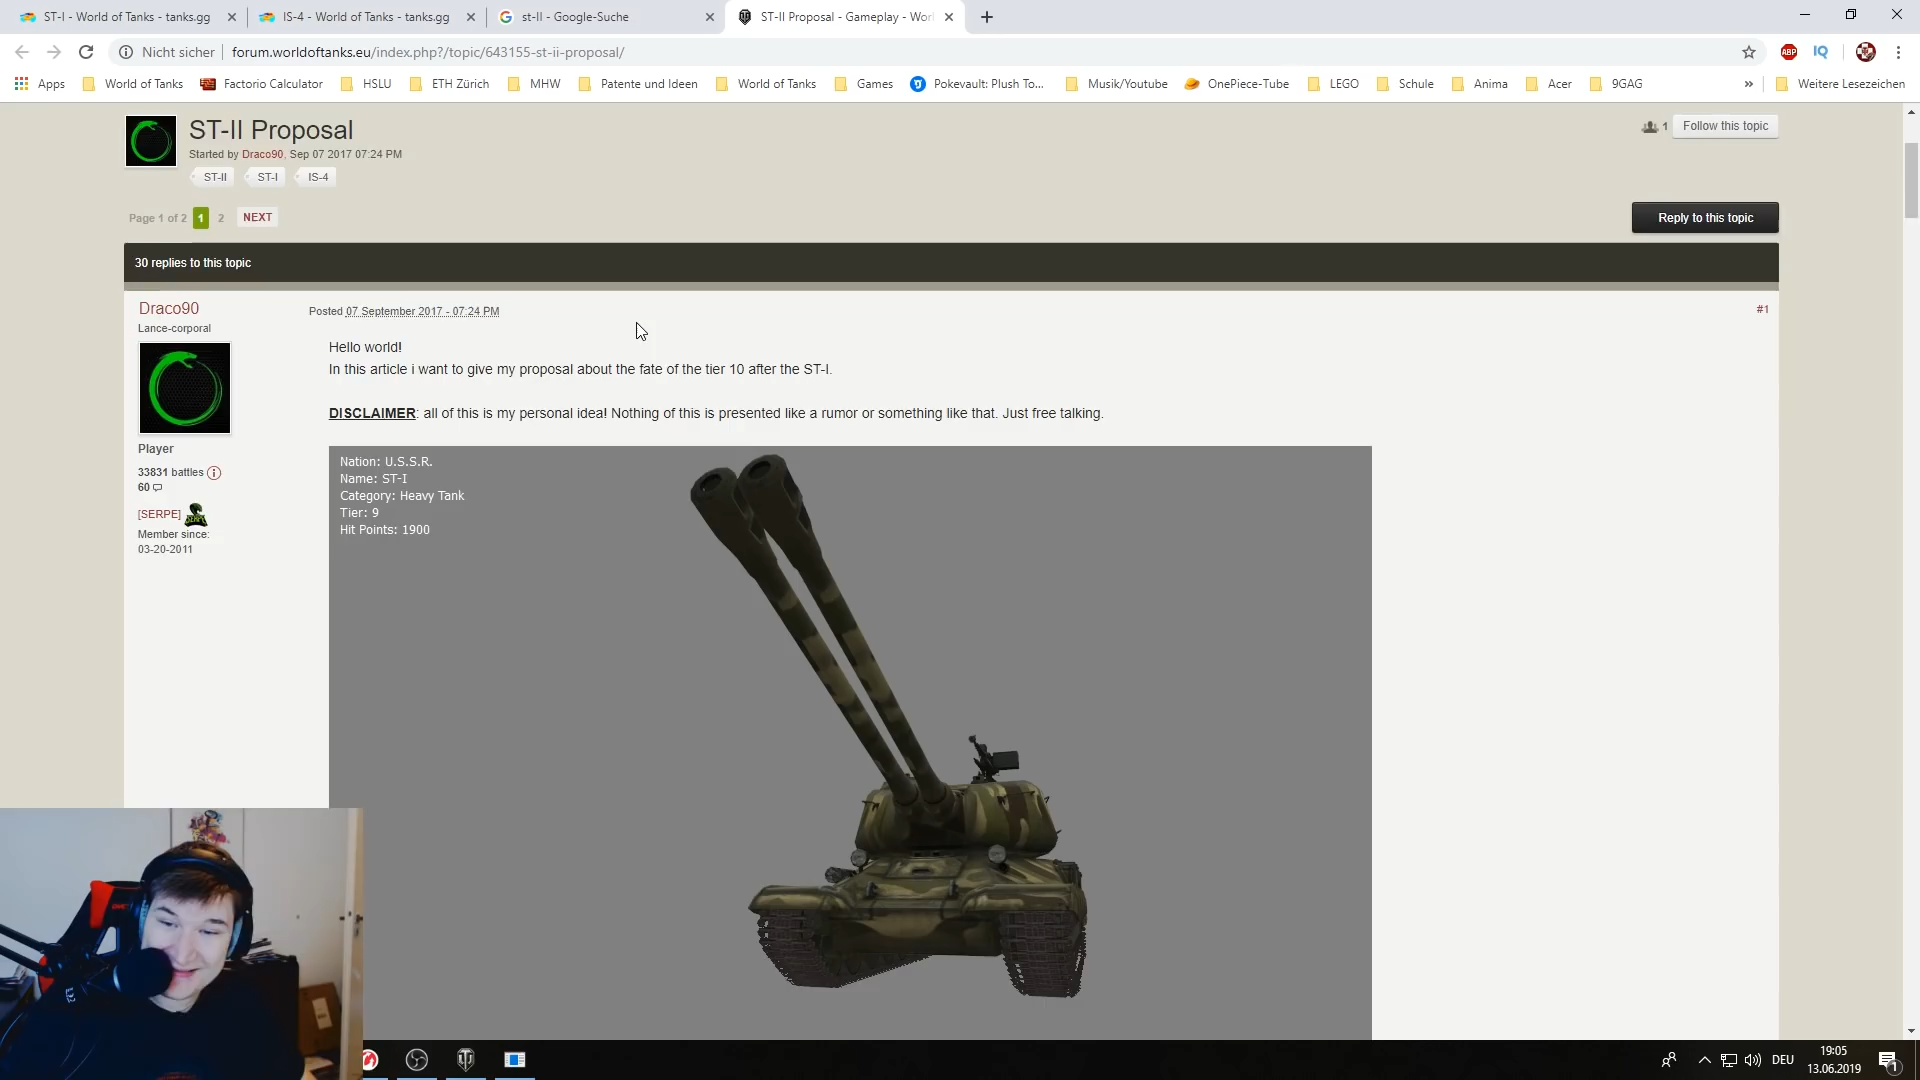 ST-I - World of Tanks - tanks.gg
IS-4 - World of Tanks - tanks.gg
st-II - Google-Suche
ST-II Proposal - Gameplay - Worl
Nicht sicher
forum.worldoftanks.eu/index.php?/topic/643155-st-ii-proposal/
ABP
IQ
Apps
World of Tanks
Factorio Calculator
HSLU
ETH Zürich
MHW
Patente und Ideen
World of Tanks
Games
Pokevault: Plush To...
Musik/Youtube
OnePiece-Tube
LEGO
Schule
Anima
Acer
9GAG
»
Weitere Lesezeichen
ST-II Proposal
Started by Draco90, Sep 07 2017 07:24 PM
ST-II
ST-I
IS-4
1
Follow this topic
Page 1 of 2
1
2
NEXT
Reply to this topic
30 replies to this topic
Draco90
Lance-corporal
Player
33831 battles
60
[SERPE]
Member since:
03-20-2011
Posted 07 September 2017 - 07:24 PM
#1
Hello world!
In this article i want to give my proposal about the fate of the tier 10 after the ST-I.
DISCLAIMER: all of this is my personal idea! Nothing of this is presented like a rumor or something like that. Just free talking.
Nation: U.S.S.R.
Name: ST-I
Category: Heavy Tank
Tier: 9
Hit Points: 1900
DEU
19:05
13.06.2019
1